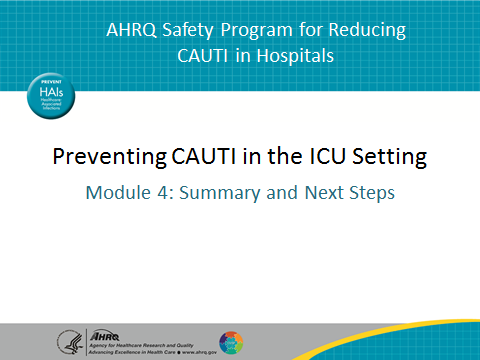 AHRQ Safety Program for Reducing
CAUTI in Hospitals
PREVENT
HAIs
Healthcare
Associated
Infections
Preventing CAUTI in the ICU Setting
Module 4: Summary and Next Steps
AHRQ
Agency for Healthcare Research and Quality
Advancing Excellence in Health Care • www.ahrq.gov